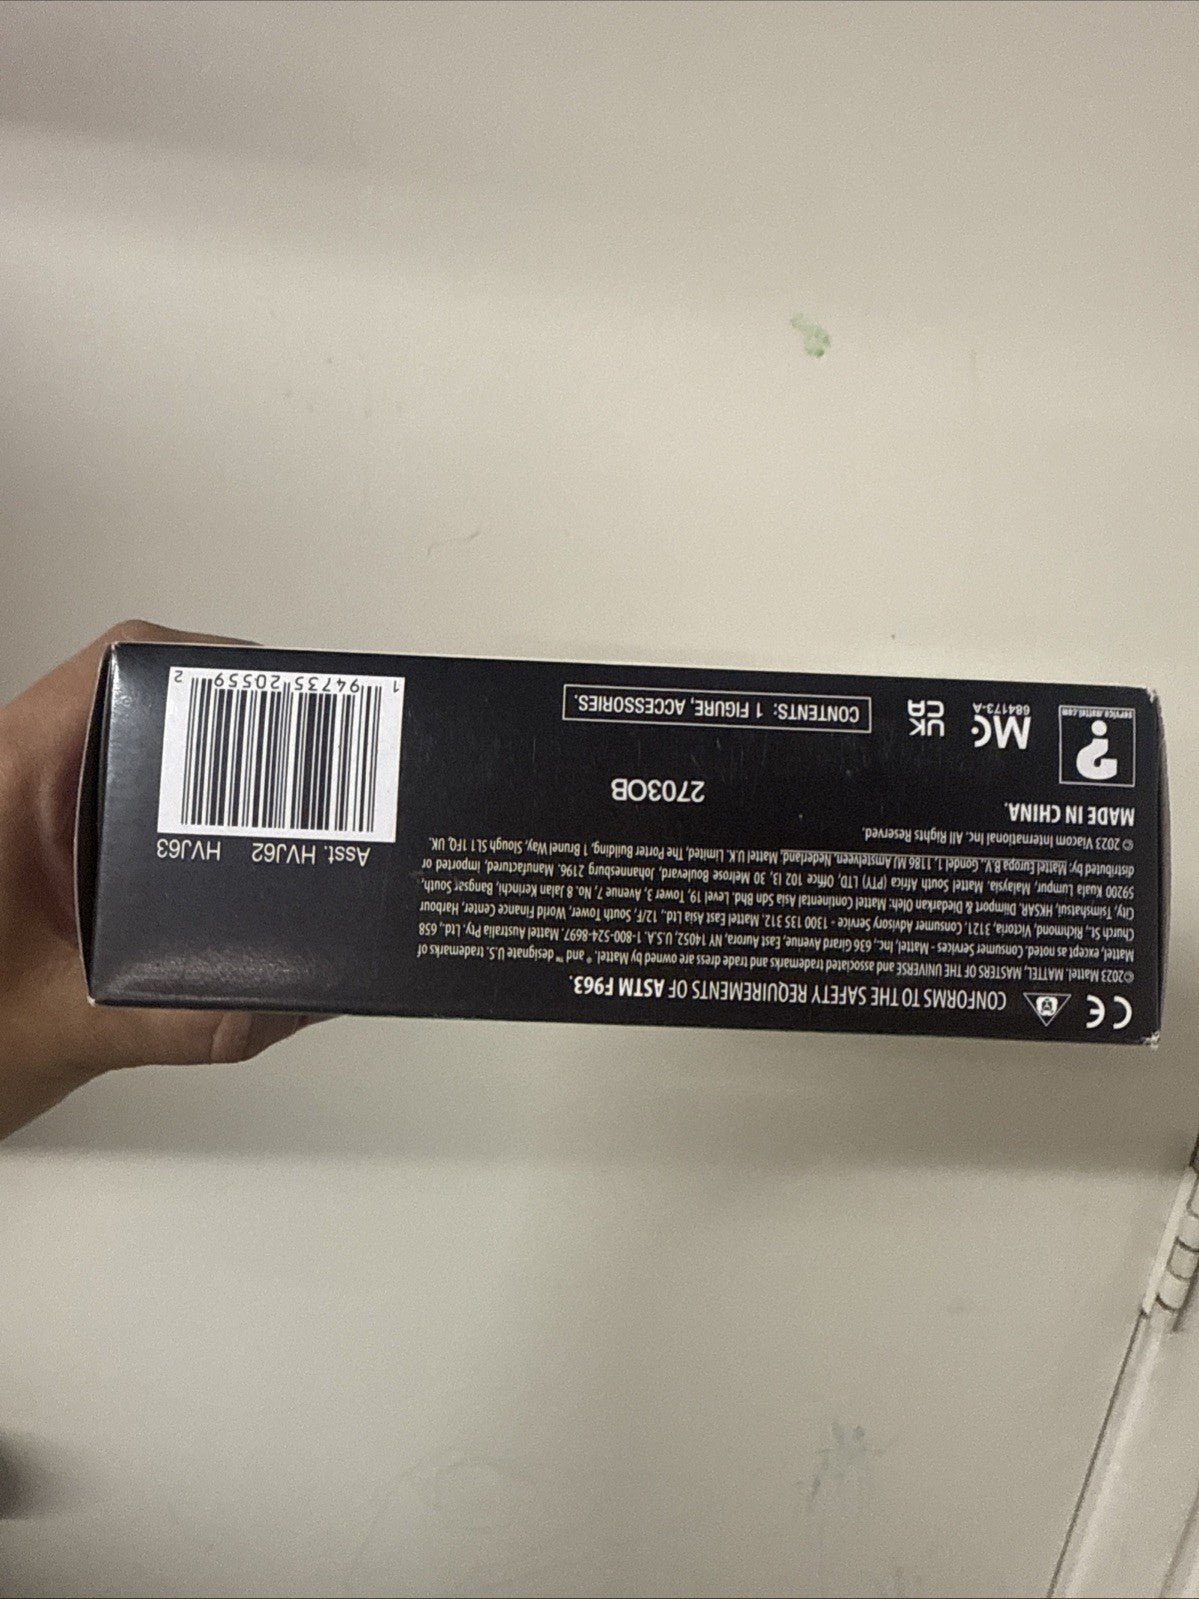 CE CONFORMS TO THE SAFETY REQUIREMENTS OF ASTM F963.
©2023 Mattel. MATTEL, MASTERS OF THE UNIVERSE and associated trademarks and trade dress are owned by Mattel. ® and ™ designate U.S. trademarks of
Mattel, except as noted. Consumer Services - Mattel, Inc., 636 Girard Avenue, East Aurora, NY 14052, U.S.A. 1-800-524-8697. Mattel Australia Pty. Ltd., 658
Church St., Richmond, Victoria, 3121. Consumer Advisory Service - 1300 135 312. Mattel East Asia Ltd., 12/F, South Tower, World Finance Center, Harbour
City, Tsimshatsui, HKSAR. Diimport & Diedarkan Oleh: Mattel Continental Asia Sdn Bhd. Level 19, Tower 3, Avenue 7, No. 8 Jalan Kerinchi, Bangsar South,
59200 Kuala Lumpur, Malaysia. Mattel South Africa (PTY) LTD, Office 102 I3, 30 Melrose Boulevard, Johannesburg 2196. Manufactured, imported or
distributed by: Mattel Europa B.V., Gondel 1, 1186 MJ Amstelveen, Nederland. Mattel U.K. Limited, The Porter Building, 1 Brunel Way, Slough SL1 1FQ, UK.
© 2023 Viacom International Inc. All Rights Reserved.
MADE IN CHINA.
2703OB
service.mattel.com
MC
684173-A
UK
CA
CONTENTS: 1 FIGURE, ACCESSORIES.
Asst. HVJ62 HVJ63
1 94735 20559 2